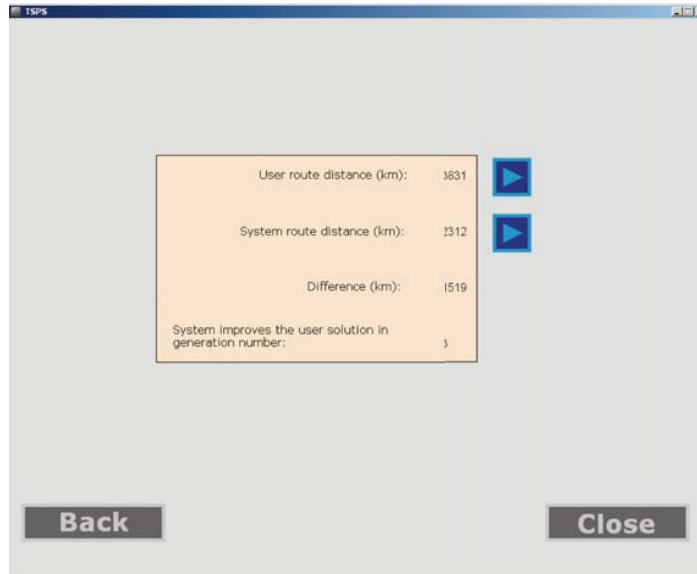 TSPS
User route distance (km): 3831
System route distance (km): 2312
Difference (km): 1519
System improves the user solution in
generation number: 3
Back
Close